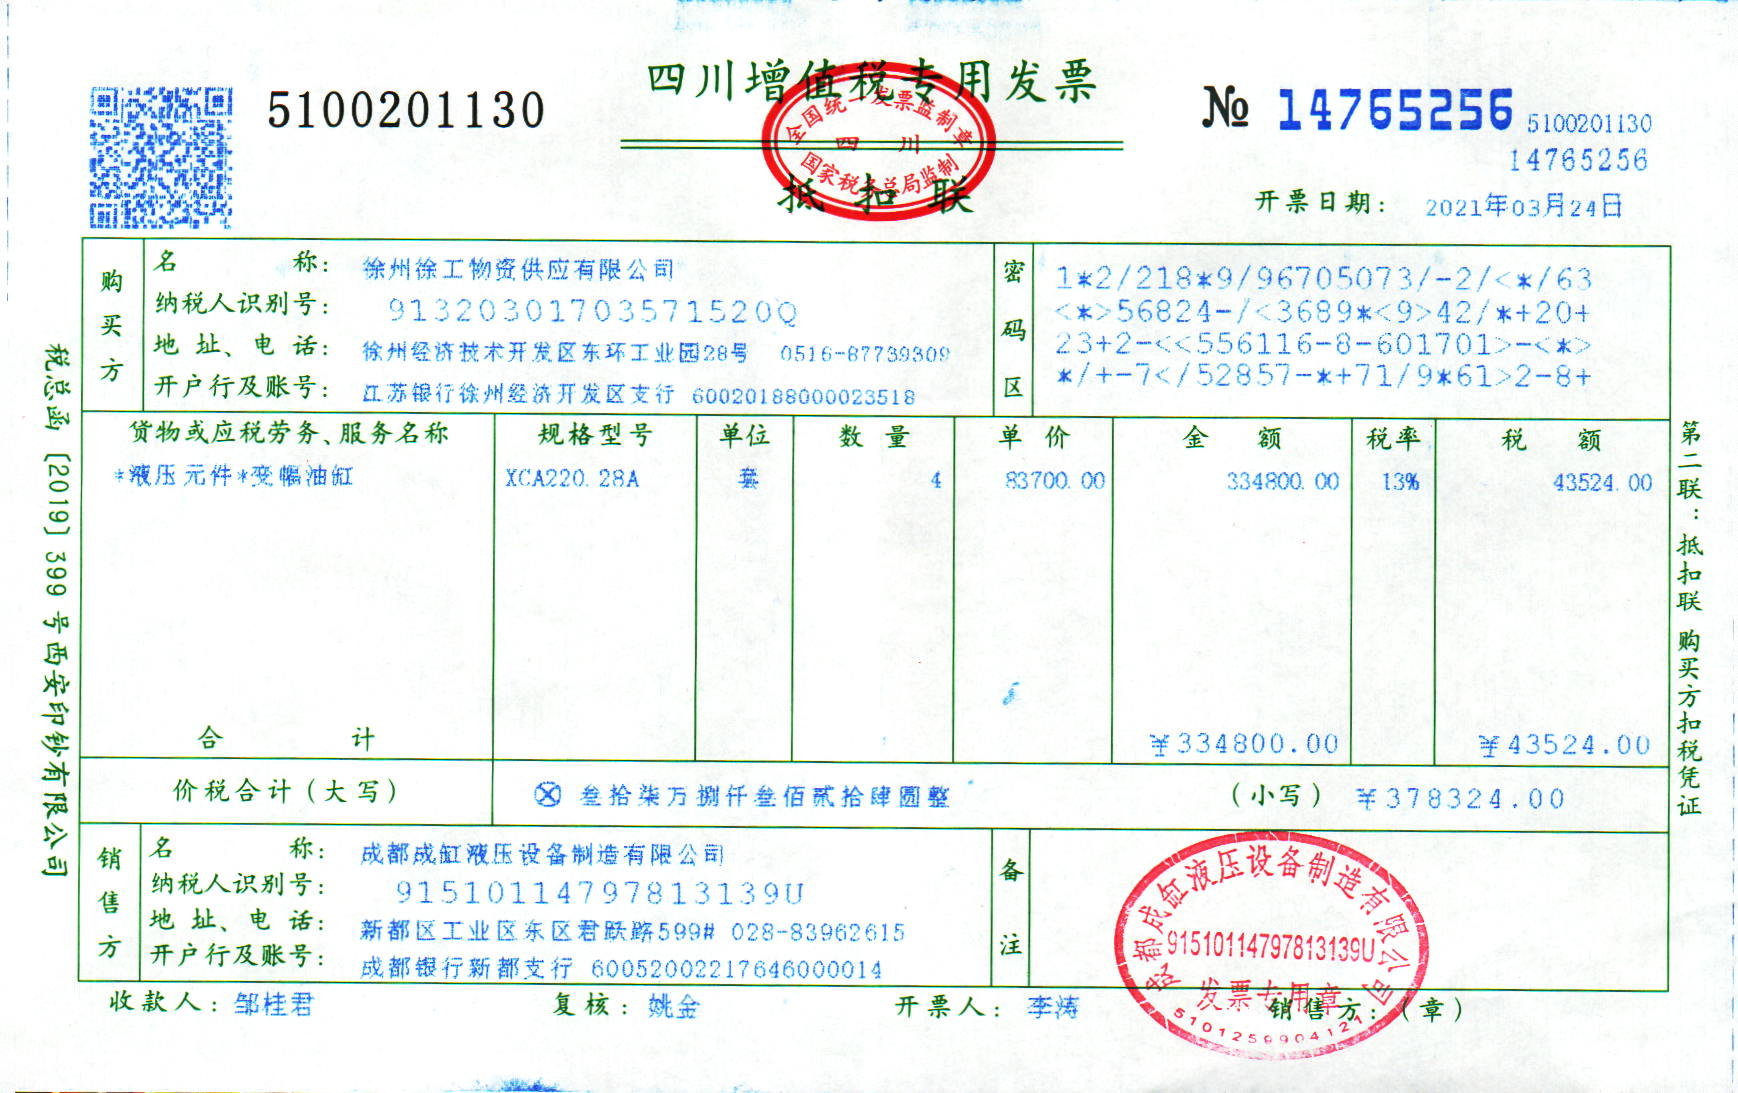 四川增值税专用发票
5100201130
№ 14765256
5100201130
14765256
全国统一发票监制章
四 川
国家税务总局监制
抵 扣 联
开票日期： 2021年03月24日
购买方
名 称： 徐州徐工物资供应有限公司
纳税人识别号： 91320301703571520Q
地 址、电 话： 徐州经济技术开发区东环工业园28号 0516-87739309
开户行及账号： 江苏银行徐州经济开发区支行 60020188000023518
密码区
1*2/218*9/96705073/-2/<*/63
<*>56824-/<3689*<9>42/*+20+
23+2-<<556116-8-601701>-<*>
*/+-7</52857-*+71/9*61>2-8+
货物或应税劳务、服务名称 规格型号 单位 数 量 单 价 金 额 税率 税 额
*液压元件*变幅油缸 XCA220.28A 套 4 83700.00 334800.00 13% 43524.00
合 计 ¥334800.00 ¥43524.00
价税合计（大写） ⊗ 叁拾柒万捌仟叁佰贰拾肆圆整 （小写） ¥378324.00
销售方
名 称： 成都成缸液压设备制造有限公司
纳税人识别号： 91510114797813139U
地 址、电 话： 新都区工业区东区君跃路599# 028-83962615
开户行及账号： 成都银行新都支行 60052002217646000014
备注
成都成缸液压设备制造有限公司
91510114797813139U
发票专用章
5101259904121
收款人： 邹桂君 复核： 姚金 开票人： 李涛 销售方：（章）
税总函〔2019〕399号西安印钞有限公司
第二联：抵扣联 购买方扣税凭证